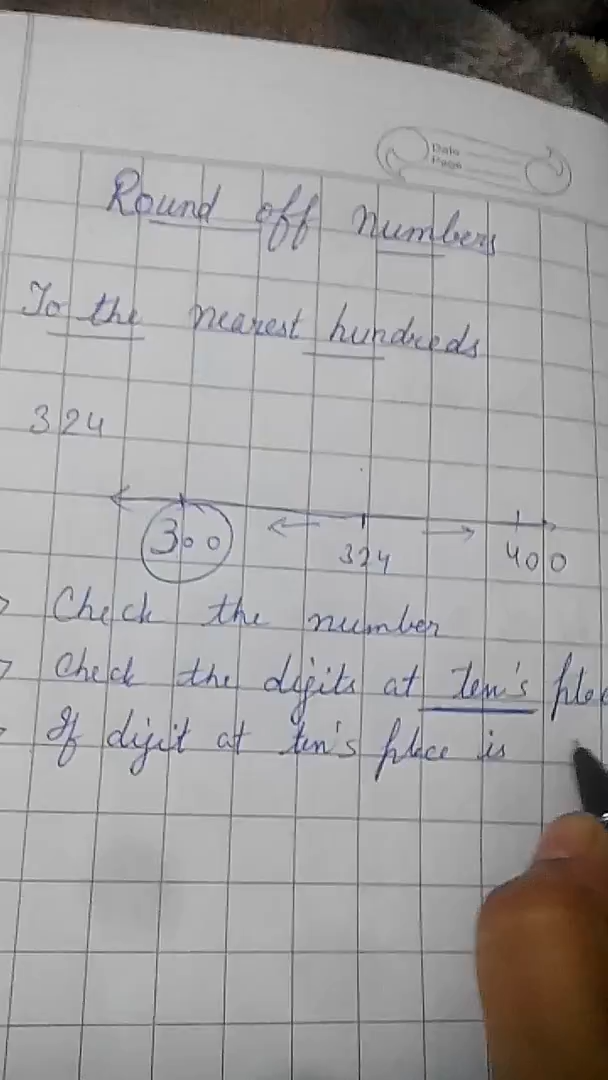 Date
Page
Round off numbers
To the nearest hundreds
324
300 324 400
Check the number
Check the digits at ten's
If digit at ten's place is